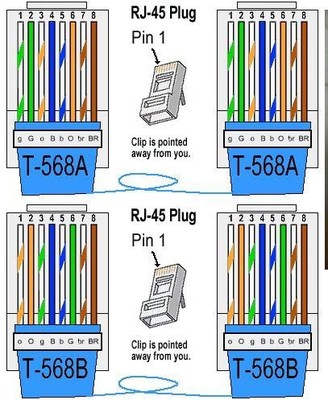 RJ-45 Plug
1 2 3 4 5 6 7 8
Pin 1
1 2 3 4 5 6 7 8
Clip is pointed
away from you.
g G o B b O br BR
g G o B b O br BR
T-568A
T-568A
RJ-45 Plug
1 2 3 4 5 6 7 8
Pin 1
1 2 3 4 5 6 7 8
Clip is pointed
away from you.
o O g B b G br BR
o O g B b G br BR
T-568B
T-568B